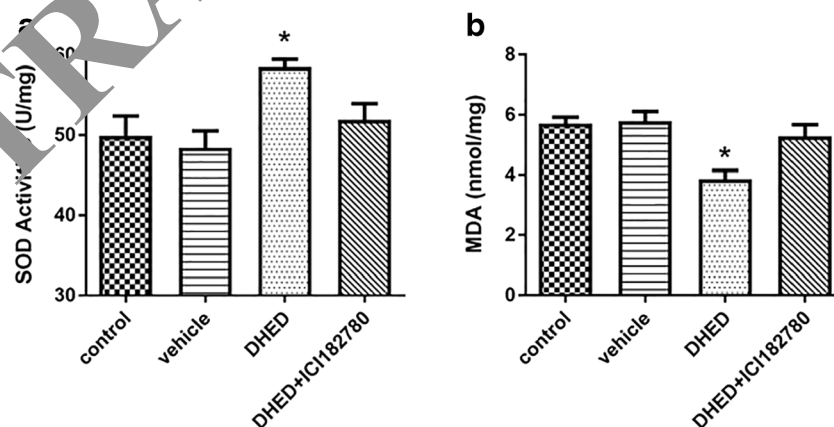 a
b
SOD Activity (U/mg)
60
50
40
30
*
control
vehicle
DHED
DHED+ICI182780
MDA (nmol/mg)
8
6
4
2
0
*
control
vehicle
DHED
DHED+ICI182780
TRA